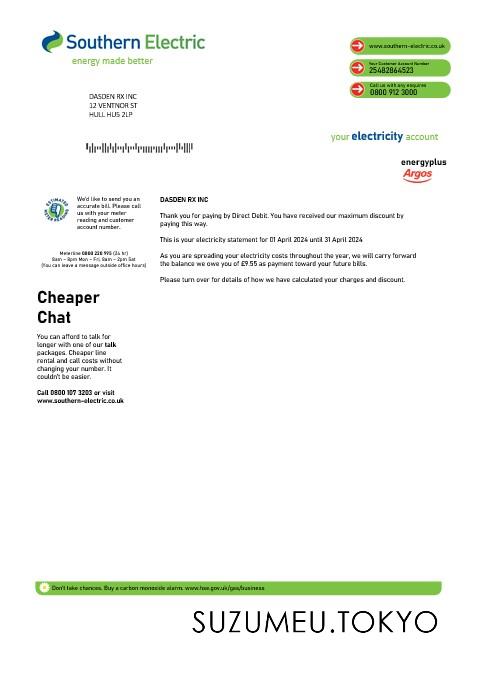 Southern Electric
energy made better
www.southern-electric.co.uk
Your Customer Account Number
25482864523
Call us with any enquires
0800 912 3000
DASDEN RX INC
12 VENTNOR ST
HULL HU5 2LP
your electricity account
energyplus
Argos
ESTIMATED METER READING
We'd like to send you an
accurate bill. Please call
us with your meter
reading and customer
account number.
Meterline 0800 220 995 (24 hr)
8am - 8pm Mon - Fri, 8am - 2pm Sat
(You can leave a message outside office hours)
DASDEN RX INC
Thank you for paying by Direct Debit. You have received our maximum discount by
paying this way.
This is your electricity statement for 01 April 2024 until 31 April 2024
As you are spreading your electricity costs throughout the year, we will carry forward
the balance we owe you of £9.55 as payment toward your future bills.
Please turn over for details of how we have calculated your charges and discount.
Cheaper
Chat
You can afford to talk for
longer with one of our talk
packages. Cheaper line
rental and call costs without
changing your number. It
couldn't be easier.
Call 0800 107 3203 or visit
www.southern-electric.co.uk
Don't take chances. Buy a carbon monoxide alarm. www.hse.gov.uk/gas/business
SUZUMEU.TOKYO